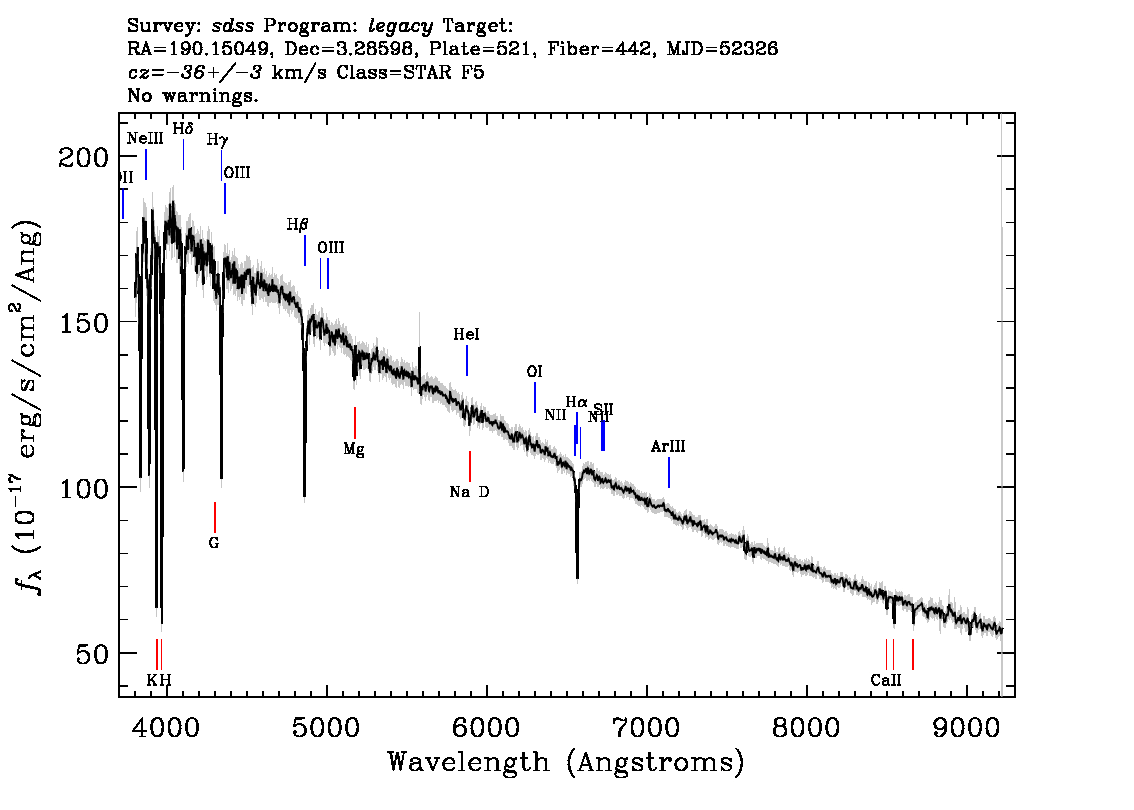 Survey: sdss Program: legacy Target:
RA=190.15049, Dec=3.28598, Plate=521, Fiber=442, MJD=52326
cz=−36+/−3 km/s Class=STAR F5
No warnings.
Hδ
NeIII Hγ
OIII
OII
Hβ
OIII
HeI
OI
Hα
NII NII SII
ArIII
Mg
Na D
G
K H
CaII
200
150
100
50
fλ (10−17 erg/s/cm2/Ang)
4000 5000 6000 7000 8000 9000
Wavelength (Angstroms)